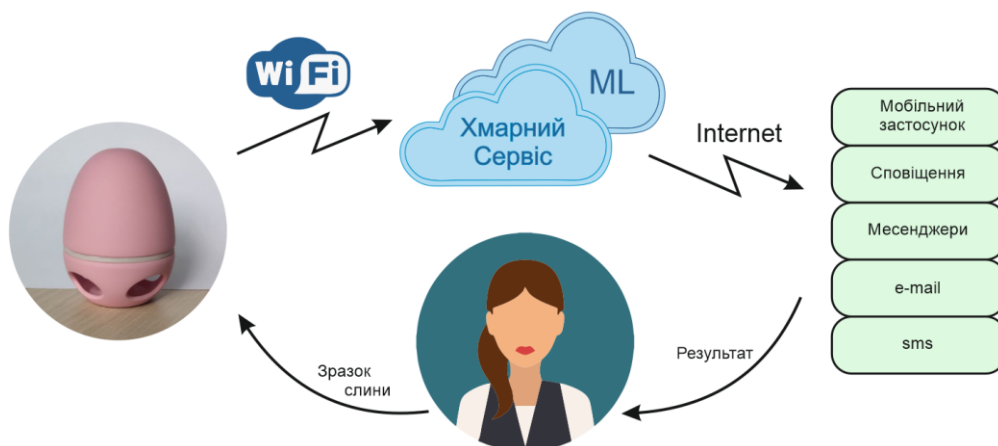 WiFi
ML
Хмарний
Сервіс
Internet
Мобільний
застосунок
Сповіщення
Месенджери
e-mail
sms
Результат
Зразок
слини